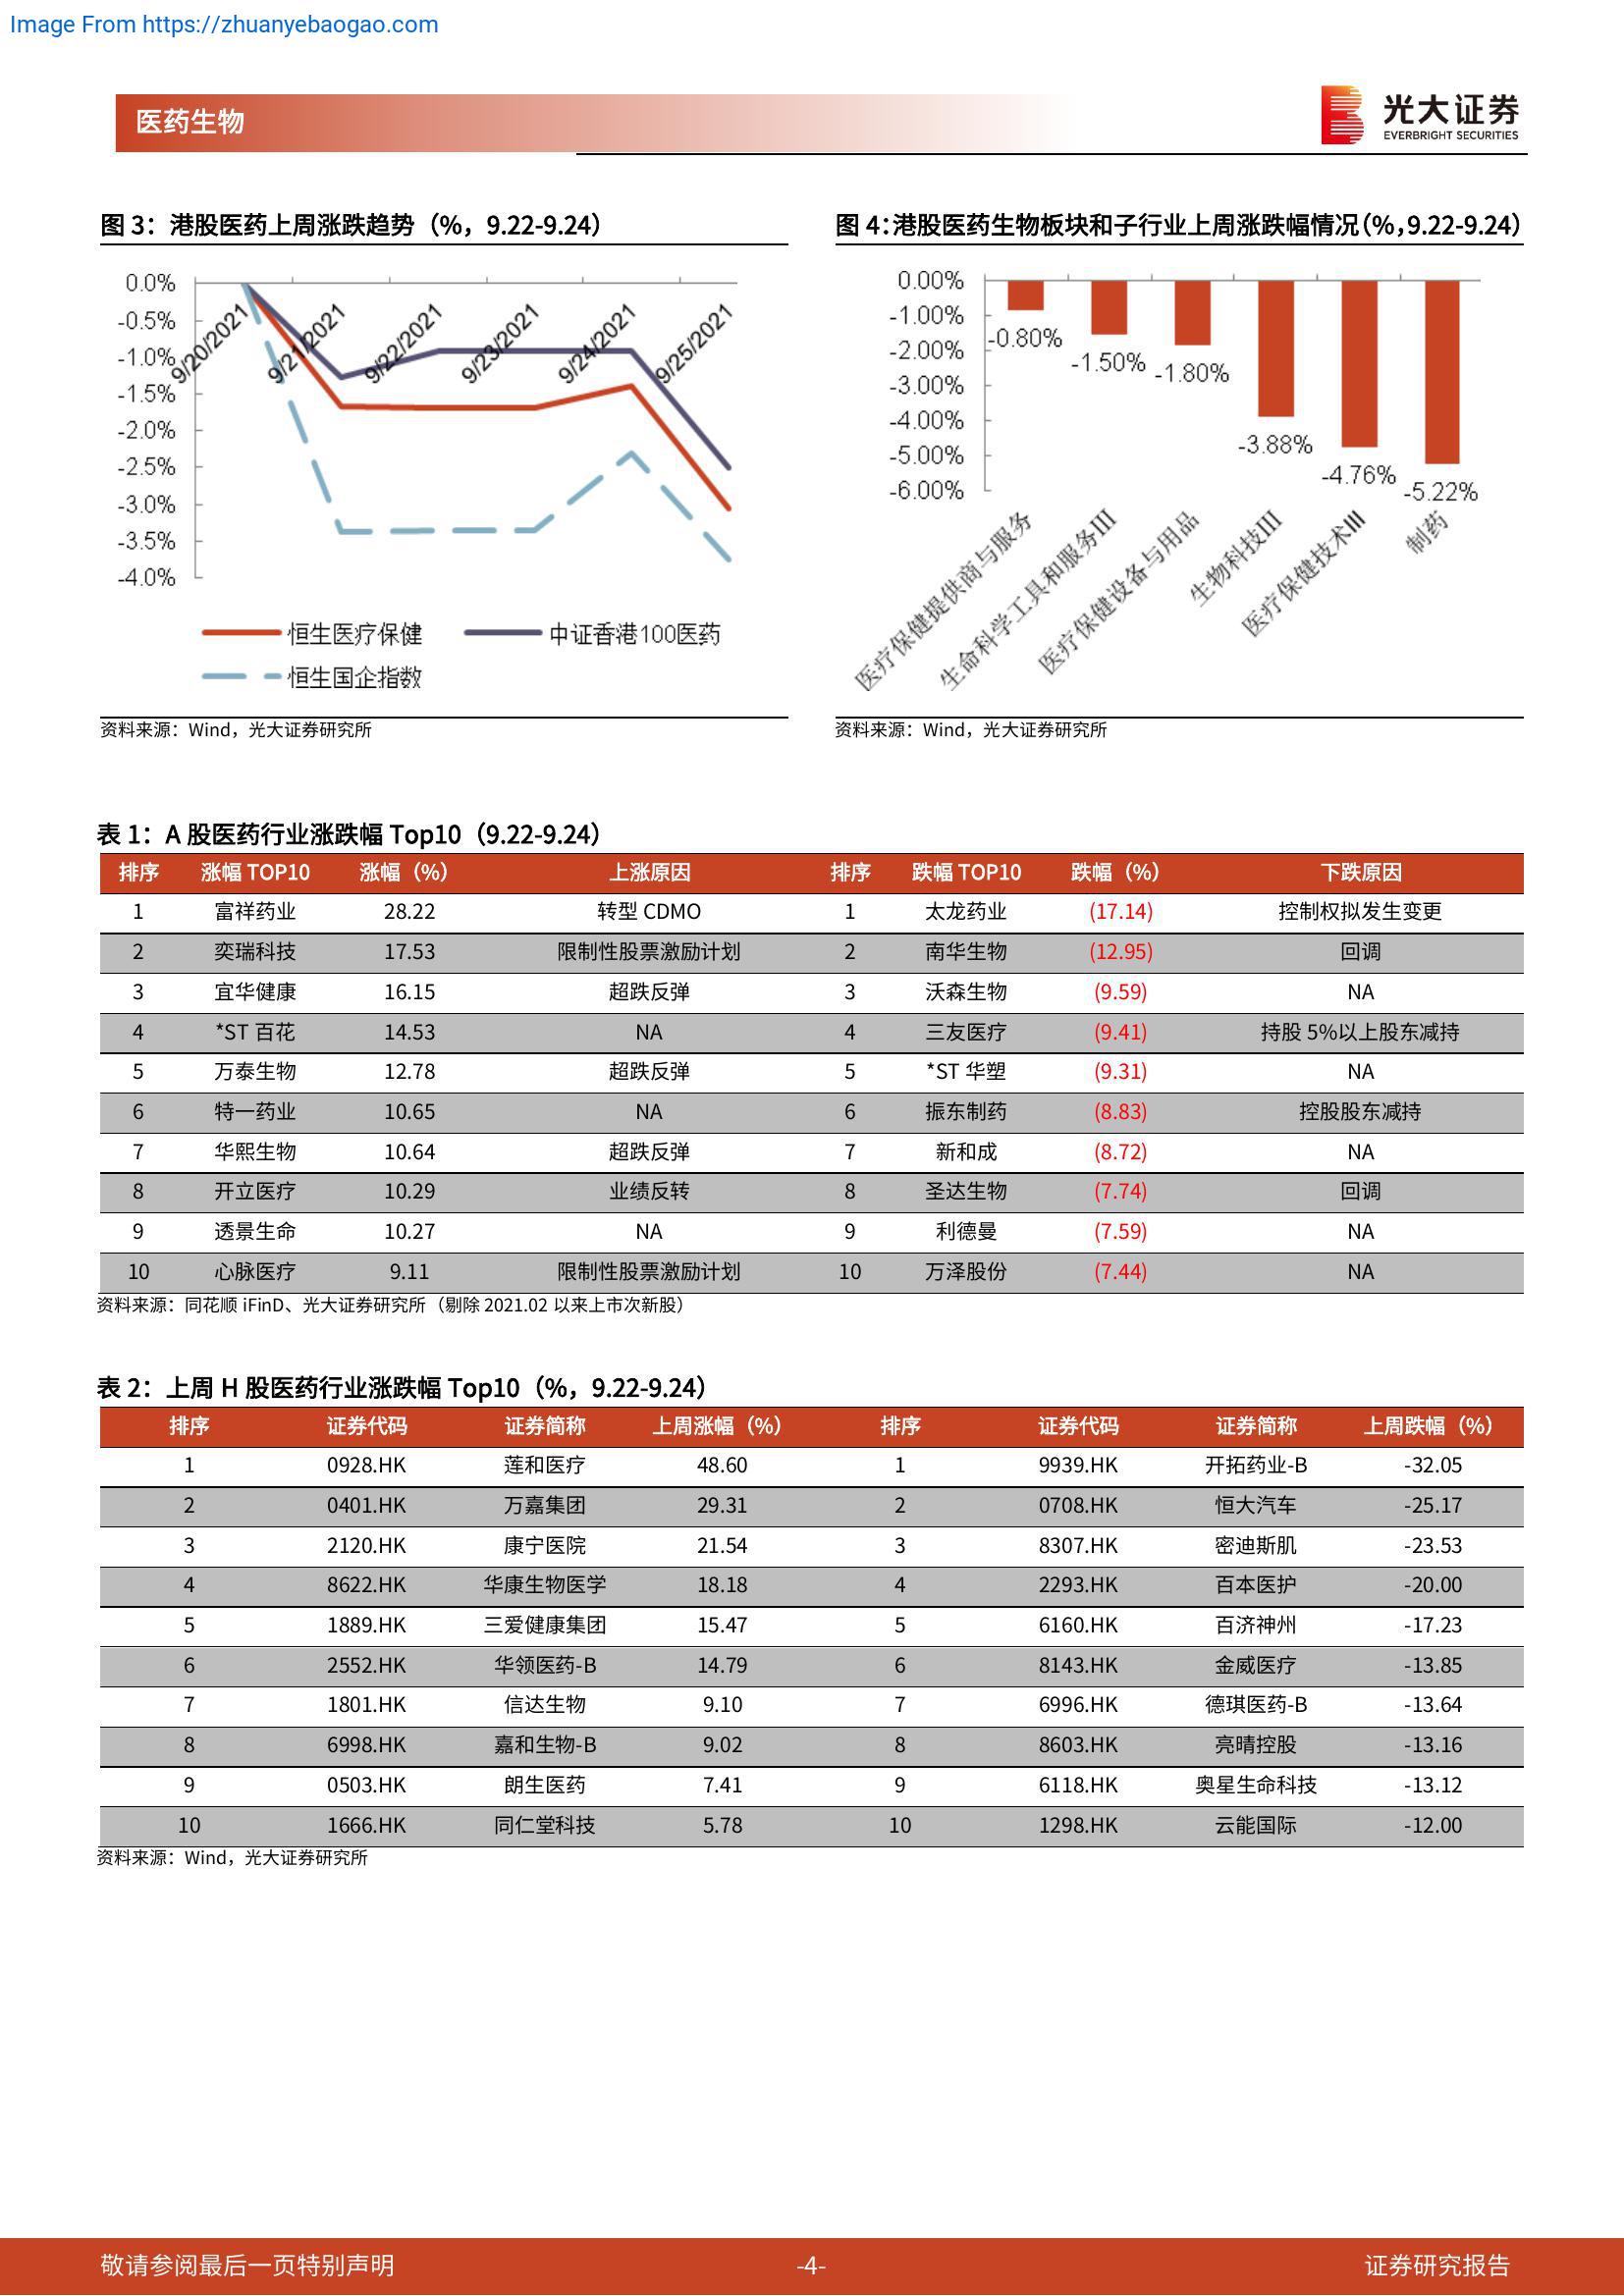 Image From https://zhuanyebaogao.com
医药生物
光大证券
EVERBRIGHT SECURITIES
图 3：港股医药上周涨跌趋势（%，9.22-9.24）
0.0%
-0.5%
-1.0%
-1.5%
-2.0%
-2.5%
-3.0%
-3.5%
-4.0%
9/20/2021
9/21/2021
9/22/2021
9/23/2021
9/24/2021
9/25/2021
恒生医疗保健 中证香港100医药
恒生国企指数
资料来源：Wind，光大证券研究所
图 4：港股医药生物板块和子行业上周涨跌幅情况（%，9.22-9.24）
0.00%
-1.00%
-2.00%
-3.00%
-4.00%
-5.00%
-6.00%
-0.80%
-1.50%
-1.80%
-3.88%
-4.76%
-5.22%
医疗保健提供商与服务
生命科学工具和服务III
医疗保健设备与用品
生物科技III
医疗保健技术III
制药
资料来源：Wind，光大证券研究所
表 1：A 股医药行业涨跌幅 Top10（9.22-9.24）
排序 涨幅 TOP10 涨幅（%） 上涨原因 排序 跌幅 TOP10 跌幅（%） 下跌原因
1 富祥药业 28.22 转型 CDMO 1 太龙药业 (17.14) 控制权拟发生变更
2 奕瑞科技 17.53 限制性股票激励计划 2 南华生物 (12.95) 回调
3 宜华健康 16.15 超跌反弹 3 沃森生物 (9.59) NA
4 *ST 百花 14.53 NA 4 三友医疗 (9.41) 持股 5%以上股东减持
5 万泰生物 12.78 超跌反弹 5 *ST 华塑 (9.31) NA
6 特一药业 10.65 NA 6 振东制药 (8.83) 控股股东减持
7 华熙生物 10.64 超跌反弹 7 新和成 (8.72) NA
8 开立医疗 10.29 业绩反转 8 圣达生物 (7.74) 回调
9 透景生命 10.27 NA 9 利德曼 (7.59) NA
10 心脉医疗 9.11 限制性股票激励计划 10 万泽股份 (7.44) NA
资料来源：同花顺 iFinD、光大证券研究所（剔除 2021.02 以来上市次新股）
表 2：上周 H 股医药行业涨跌幅 Top10（%，9.22-9.24）
排序 证券代码 证券简称 上周涨幅（%） 排序 证券代码 证券简称 上周跌幅（%）
1 0928.HK 莲和医疗 48.60 1 9939.HK 开拓药业-B -32.05
2 0401.HK 万嘉集团 29.31 2 0708.HK 恒大汽车 -25.17
3 2120.HK 康宁医院 21.54 3 8307.HK 密迪斯肌 -23.53
4 8622.HK 华康生物医学 18.18 4 2293.HK 百本医护 -20.00
5 1889.HK 三爱健康集团 15.47 5 6160.HK 百济神州 -17.23
6 2552.HK 华领医药-B 14.79 6 8143.HK 金威医疗 -13.85
7 1801.HK 信达生物 9.10 7 6996.HK 德琪医药-B -13.64
8 6998.HK 嘉和生物-B 9.02 8 8603.HK 亮晴控股 -13.16
9 0503.HK 朗生医药 7.41 9 6118.HK 奥星生命科技 -13.12
10 1666.HK 同仁堂科技 5.78 10 1298.HK 云能国际 -12.00
资料来源：Wind，光大证券研究所
敬请参阅最后一页特别声明 -4- 证券研究报告